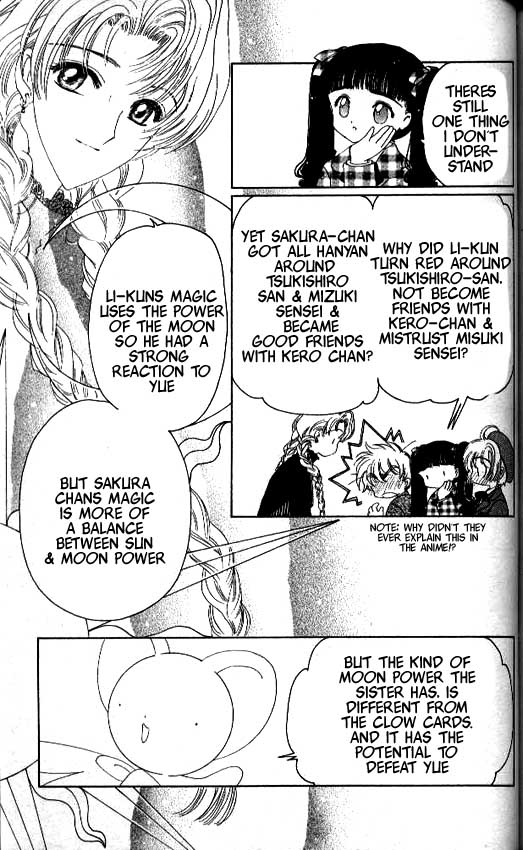 THERES
STILL
ONE THING
I DON'T
UNDER-
STAND
WHY DID LI-KUN
TURN RED AROUND
TSUKISHIRO-SAN.
NOT BECOME
FRIENDS WITH
KERO-CHAN &
MISTRUST MISUKI
SENSEI?
YET SAKURA-CHAN
GOT ALL HANYAN
AROUND
TSUKISHIRO
SAN & MIZUKI
SENSEI &
BECAME
GOOD FRIENDS
WITH KERO CHAN?
NOTE: WHY DIDN'T THEY
EVER EXPLAIN THIS IN
THE ANIME!?
LI-KUNS MAGIC
USES THE POWER
OF THE MOON
SO HE HAD A
STRONG
REACTION TO
YUE
BUT SAKURA
CHANS MAGIC
IS MORE OF
A BALANCE
BETWEEN SUN
& MOON POWER
BUT THE KIND OF
MOON POWER THE
SISTER HAS. IS
DIFFERENT FROM
THE CLOW CARDS.
AND IT HAS THE
POTENTIAL TO
DEFEAT YUE